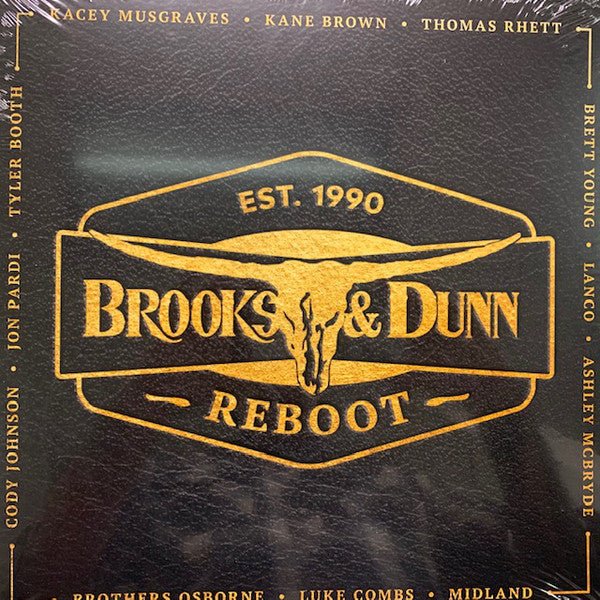 KACEY MUSGRAVES • KANE BROWN • THOMAS RHETT
BRETT YOUNG • LANCO • ASHLEY MCBRYDE
EST. 1990
BROOKS & DUNN
REBOOT
CODY JOHNSON • JON PARDI • TYLER BOOTH
• BROTHERS OSBORNE • LUKE COMBS • MIDLAND